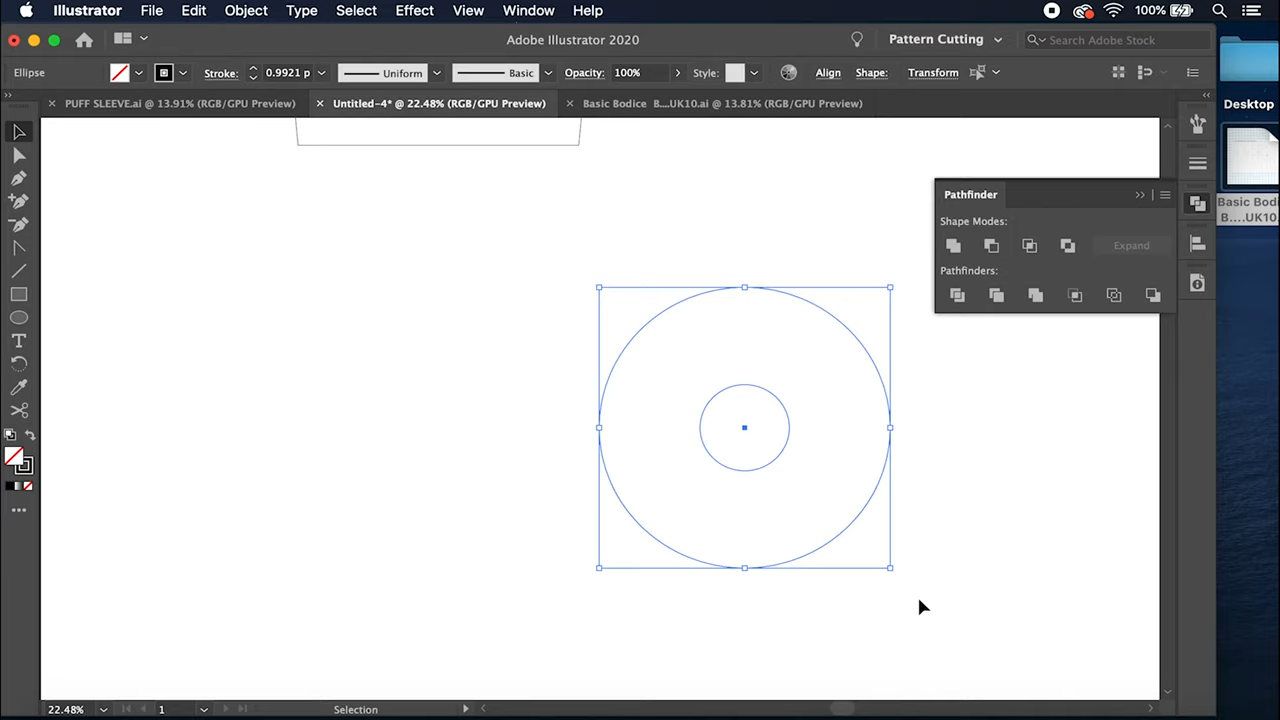 Illustrator File Edit Object Type Select Effect View Window Help 100%
Adobe Illustrator 2020 Pattern Cutting Search Adobe Stock
Ellipse Stroke: 0.9921 p Uniform Basic Opacity: 100% Style: Align Shape: Transform
PUFF SLEEVE.ai @ 13.91% (RGB/GPU Preview) Untitled-4* @ 22.48% (RGB/GPU Preview) Basic Bodice B....UK10.ai @ 13.81% (RGB/GPU Preview)
Desktop
Pathfinder
Basic Bodi
B....UK10.
Shape Modes:
Expand
Pathfinders:
22.48% 1 Selection